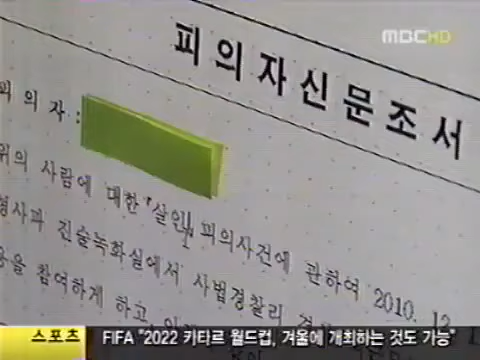 MBC HD
피의자신문조서
피 의 자 :
위의 사람에 대한 "살인" 피의사건에 관하여 2010. 12
형사과 진술녹화실에서 사법경찰리
을 참여하게 하고
스포츠 FIFA "2022 카타르 월드컵, 겨울에 개최하는 것도 가능"